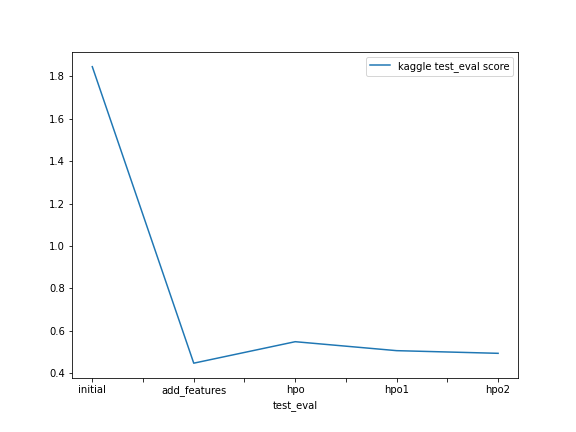 kaggle test_eval score
1.8
1.6
1.4
1.2
1.0
0.8
0.6
0.4
initial add_features hpo hpo1 hpo2
test_eval